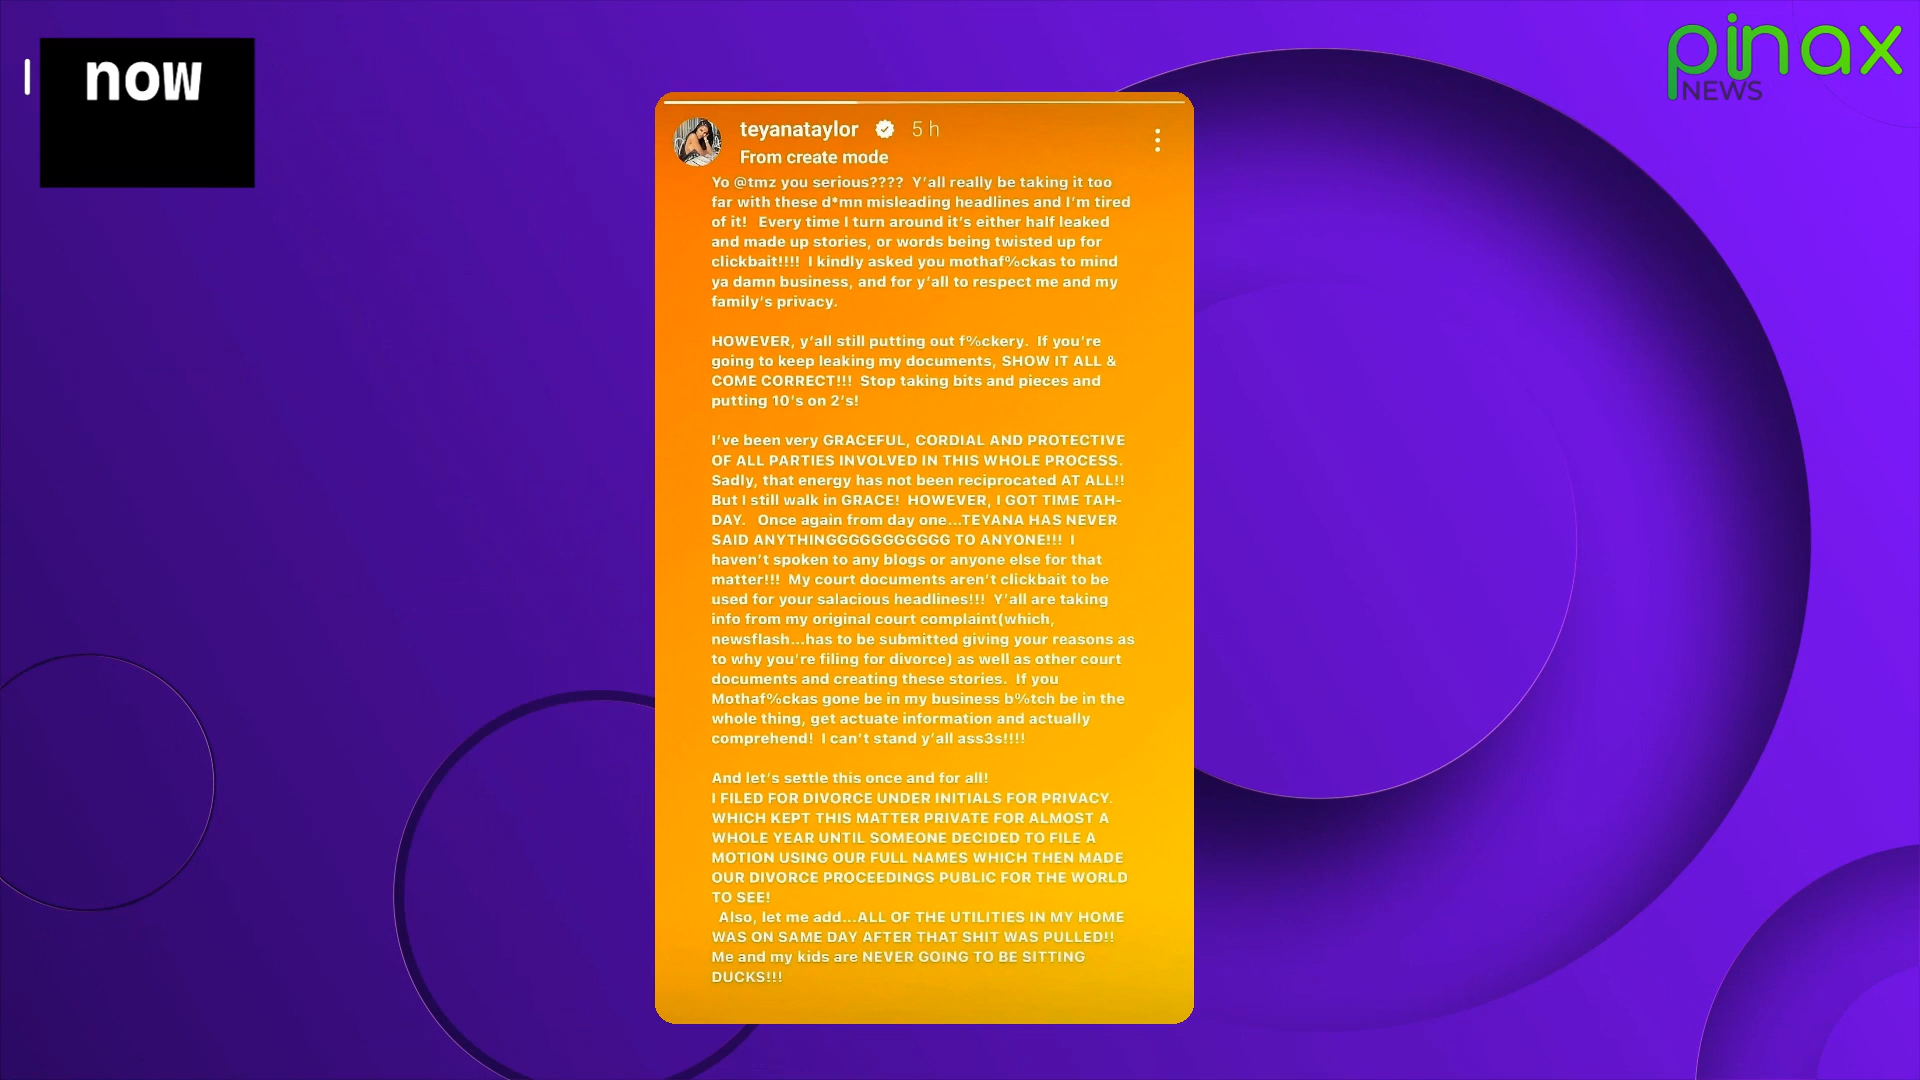 now
pinax
NEWS
teyanataylor 5 h
From create mode
Yo @tmz you serious???? Y'all really be taking it too
far with these d*mn misleading headlines and I'm tired
of it! Every time I turn around it's either half leaked
and made up stories, or words being twisted up for
clickbait!!!! I kindly asked you mothaf%ckas to mind
ya damn business, and for y'all to respect me and my
family's privacy.
HOWEVER, y'all still putting out f%ckery. If you're
going to keep leaking my documents, SHOW IT ALL &
COME CORRECT!!! Stop taking bits and pieces and
putting 10's on 2's!
I've been very GRACEFUL, CORDIAL AND PROTECTIVE
OF ALL PARTIES INVOLVED IN THIS WHOLE PROCESS.
Sadly, that energy has not been reciprocated AT ALL!!
But I still walk in GRACE! HOWEVER, I GOT TIME TAH-
DAY. Once again from day one...TEYANA HAS NEVER
SAID ANYTHINGGGGGGGGGGG TO ANYONE!!! I
haven't spoken to any blogs or anyone else for that
matter!!! My court documents aren't clickbait to be
used for your salacious headlines!!! Y'all are taking
info from my original court complaint(which,
newsflash...has to be submitted giving your reasons as
to why you're filing for divorce) as well as other court
documents and creating these stories. If you
Mothaf%ckas gone be in my business b%tch be in the
whole thing, get actuate information and actually
comprehend! I can't stand y'all ass3s!!!!
And let's settle this once and for all!
I FILED FOR DIVORCE UNDER INITIALS FOR PRIVACY.
WHICH KEPT THIS MATTER PRIVATE FOR ALMOST A
WHOLE YEAR UNTIL SOMEONE DECIDED TO FILE A
MOTION USING OUR FULL NAMES WHICH THEN MADE
OUR DIVORCE PROCEEDINGS PUBLIC FOR THE WORLD
TO SEE!
Also, let me add...ALL OF THE UTILITIES IN MY HOME
WAS ON SAME DAY AFTER THAT SHIT WAS PULLED!!
Me and my kids are NEVER GOING TO BE SITTING
DUCKS!!!